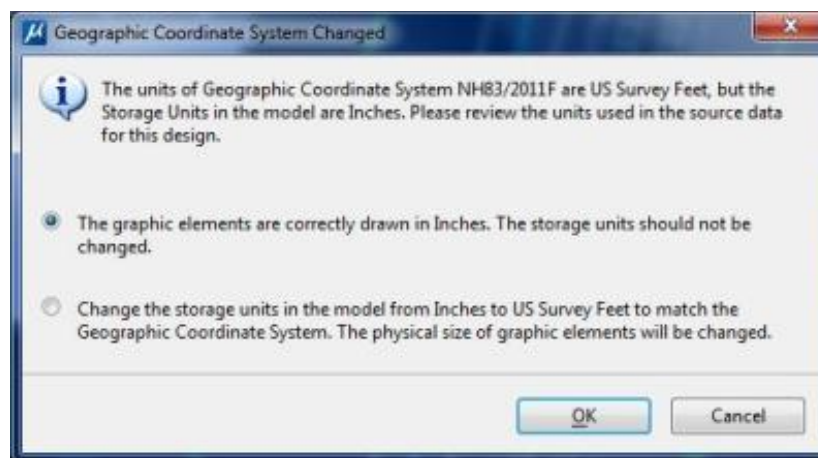 Geographic Coordinate System Changed
The units of Geographic Coordinate System NH83/2011F are US Survey Feet, but the
Storage Units in the model are Inches. Please review the units used in the source data
for this design.
The graphic elements are correctly drawn in Inches. The storage units should not be
changed.
Change the storage units in the model from Inches to US Survey Feet to match the
Geographic Coordinate System. The physical size of graphic elements will be changed.
OK
Cancel